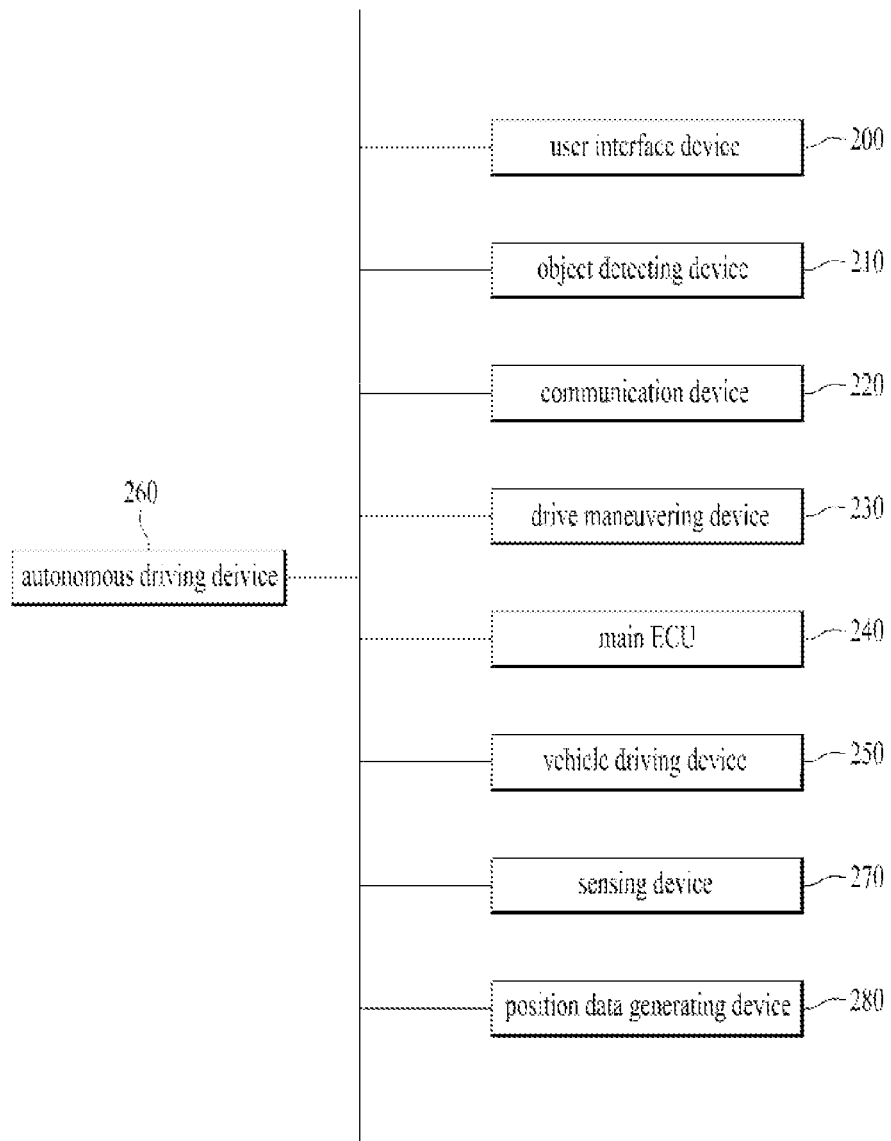 user interface device
200
object detecting device
210
communication device
220
drive maneuvering device
230
260
autonomous driving deivice
main ECU
240
vehicle driving device
250
sensing device
270
position data generating device
280